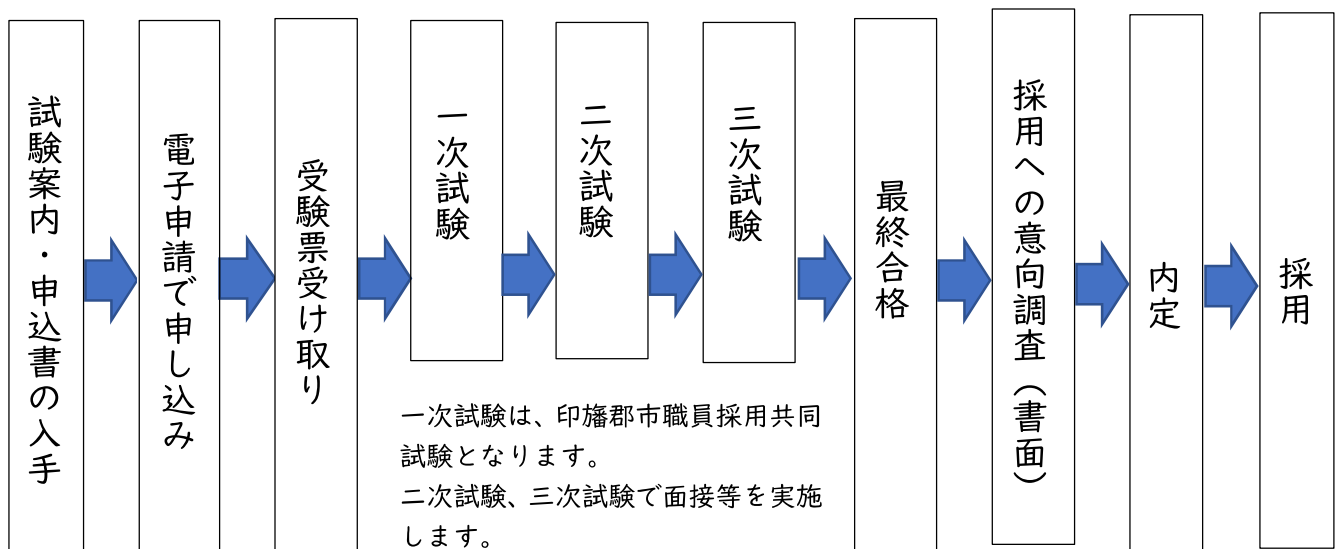 試験案内・申込書の入手
電子申請で申し込み
受験票受け取り
一次試験
二次試験
三次試験
一次試験は、印旛郡市職員採用共同
試験となります。
二次試験、三次試験で面接等を実施
します。
最終合格
採用への意向調査（書面）
内定
採用